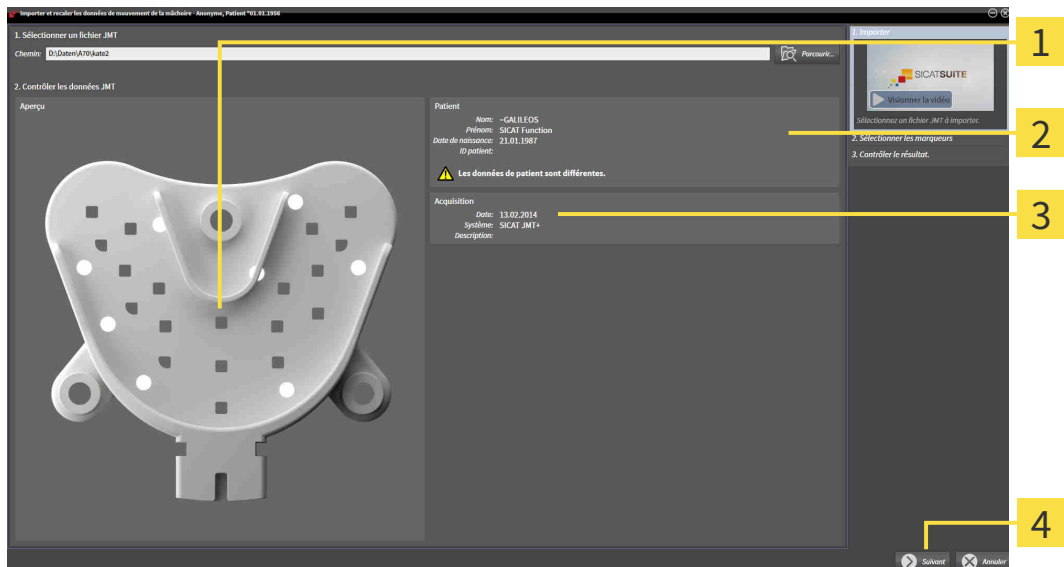 Importer et recaler les données de mouvement de la mâchoire - Anonyme, Patient *01.01.1956
1. Sélectionner un fichier JMT
Chemin: D:\Daten\A70\kate2
Parcourir...
2. Contrôler les données JMT
Aperçu
Patient
Nom: ~GALILEOS
Prénom: SICAT Function
Date de naissance: 21.01.1987
ID patient:
Les données de patient sont différentes.
Acquisition
Date: 13.02.2014
Système: SICAT JMT+
Description:
1. Importer
SICATSUITE
Visionner la vidéo
Sélectionnez un fichier JMT à importer.
2. Sélectionner les marqueurs
3. Contrôler le résultat.
Suivant
Annuler
1
2
3
4